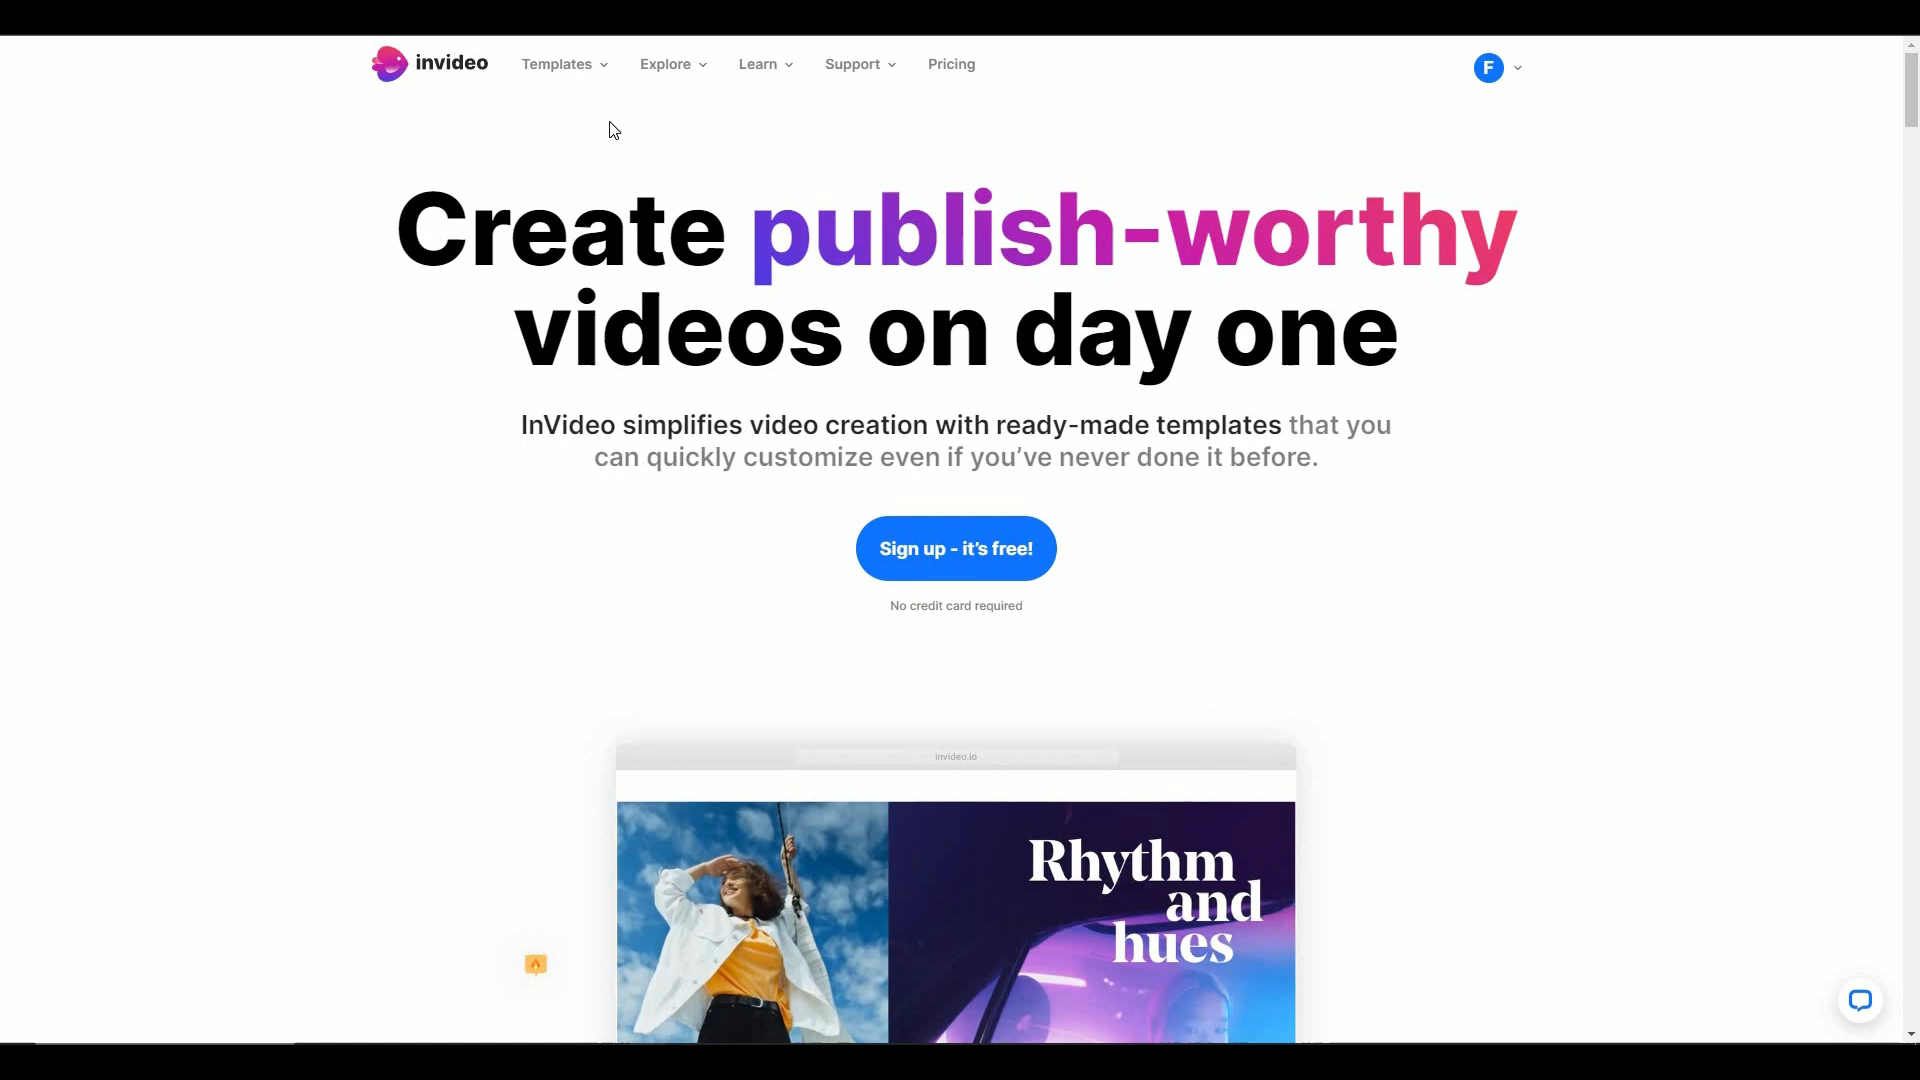 invideo
Templates
Explore
Learn
Support
Pricing
F
Create publish-worthy
videos on day one
InVideo simplifies video creation with ready-made templates that you
can quickly customize even if you’ve never done it before.
Sign up - it’s free!
No credit card required
invideo.io
Rhythm
and
hues